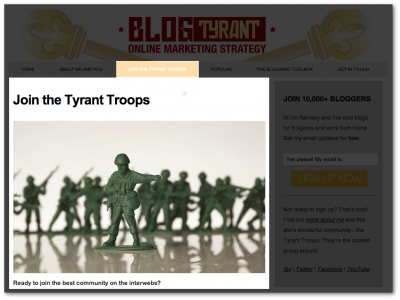 BLOG TYRANT
ONLINE MARKETING STRATEGY
HOME
ABOUT ME AND YOU
JOIN THE TYRANT TROOPS
POPULAR
THE BLOGGING TOOLBOX
GET IN TOUCH
Join the Tyrant Troops
Ready to join the best community on the interwebs?
JOIN 10,000+ BLOGGERS
Hi I'm Ramsay and I've sold blogs
for 5-figures and work from home.
Get my email updates for free:
Yes please! My email is:
SIGN UP NOW
Not ready to sign up? That's cool!
Find out more about me and this
site's wonderful community - the
Tyrant Troops. They're the coolest
group around.
G+ | Twitter | Facebook | YouTube